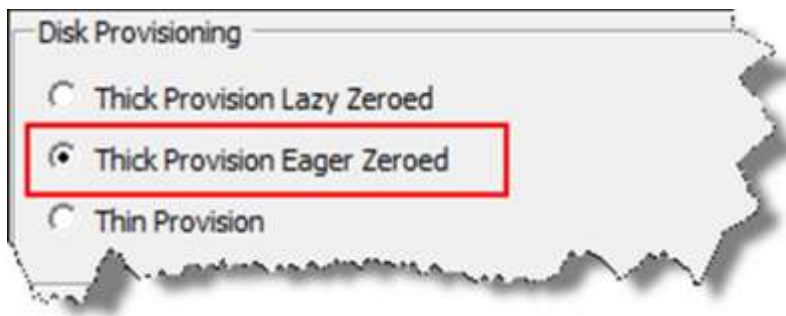 Disk Provisioning
Thick Provision Lazy Zeroed
Thick Provision Eager Zeroed
Thin Provision